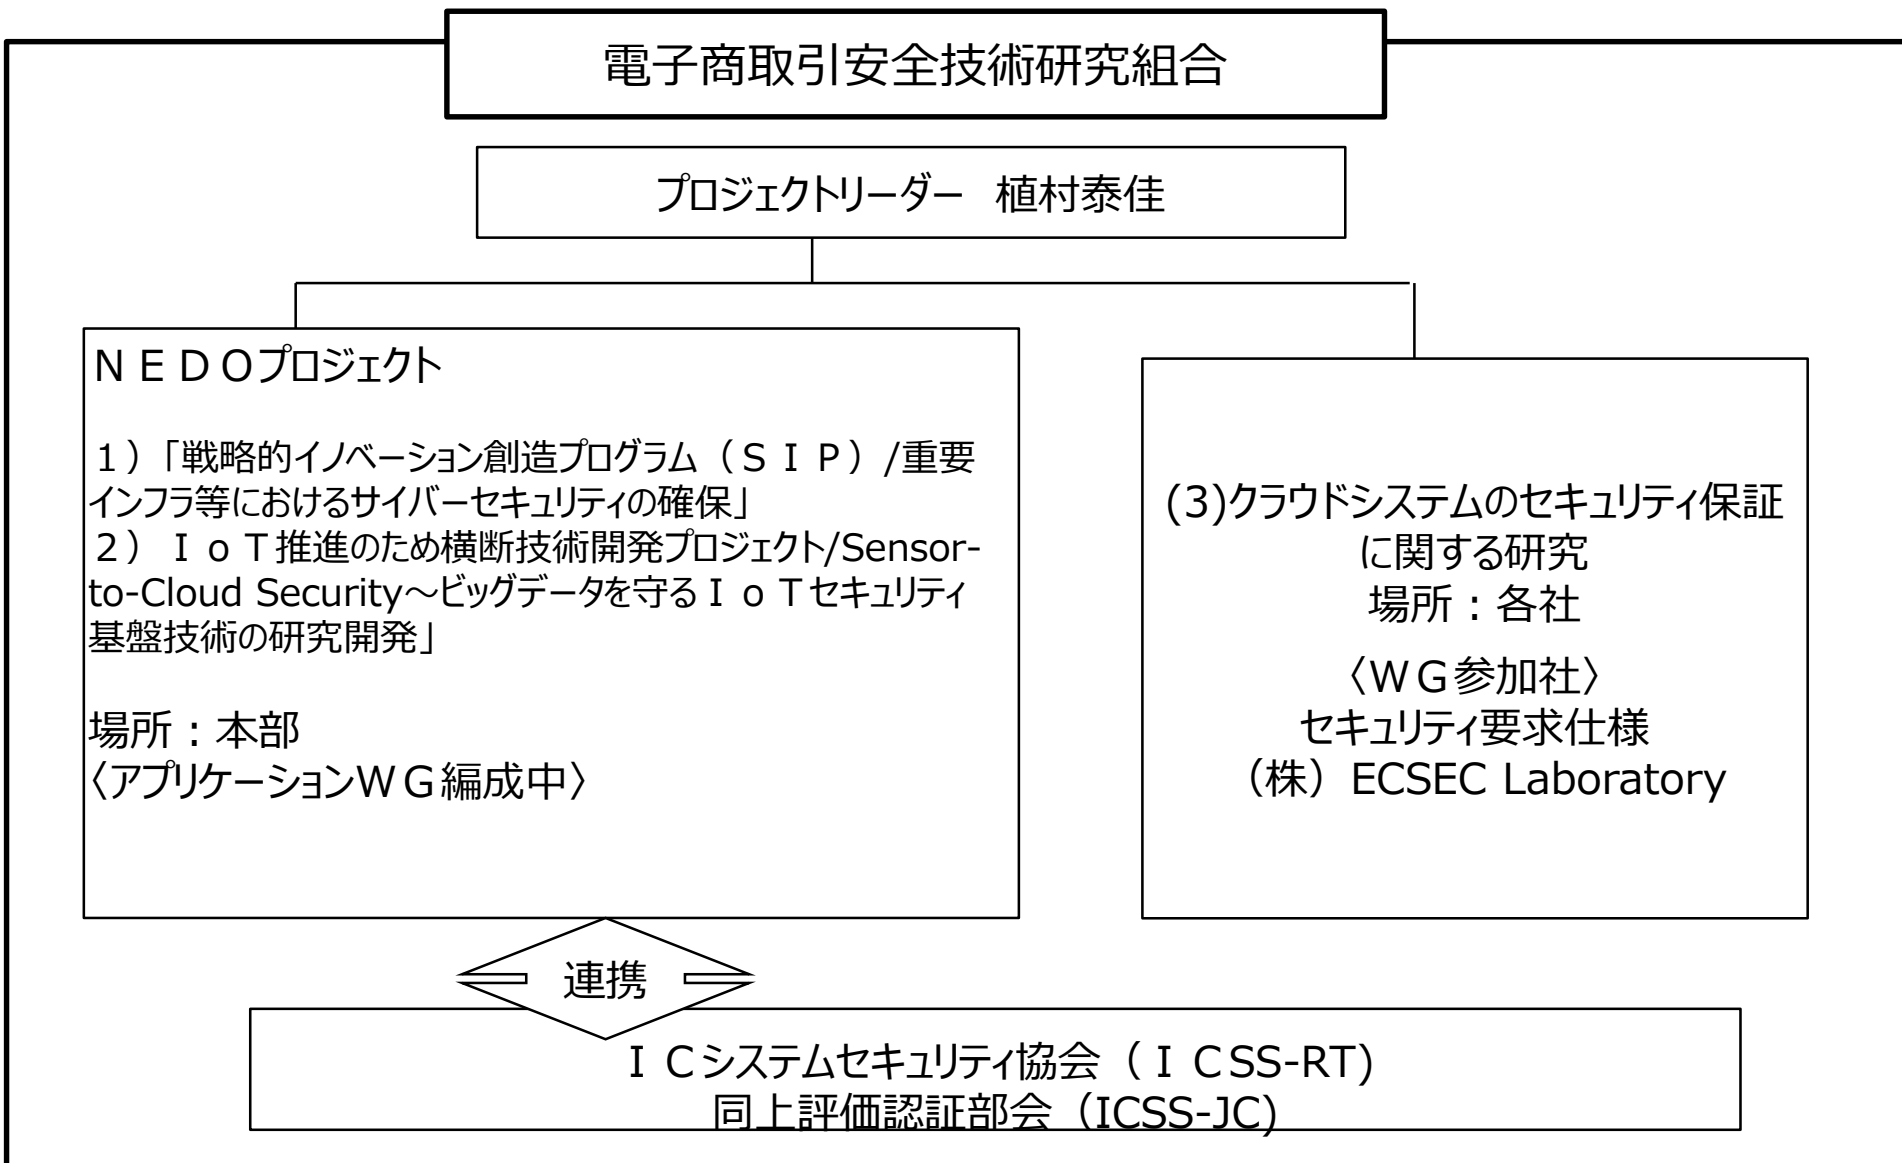 電子商取引安全技術研究組合
プロジェクトリーダー　植村泰佳
ＮＥＤＯプロジェクト
１）「戦略的イノベーション創造プログラム（ＳＩＰ）/重要
インフラ等におけるサイバーセキュリティの確保」
２）ＩｏＴ推進のため横断技術開発プロジェクト/Sensor-
to-Cloud Security～ビッグデータを守るＩｏＴセキュリティ
基盤技術の研究開発」
場所：本部
〈アプリケーションＷＧ編成中〉
(3)クラウドシステムのセキュリティ保証
に関する研究
場所：各社
〈ＷＧ参加社〉
セキュリティ要求仕様
（株）ECSEC Laboratory
連携
ＩＣシステムセキュリティ協会（ＩＣSS-RT)
同上評価認証部会（ICSS-JC)